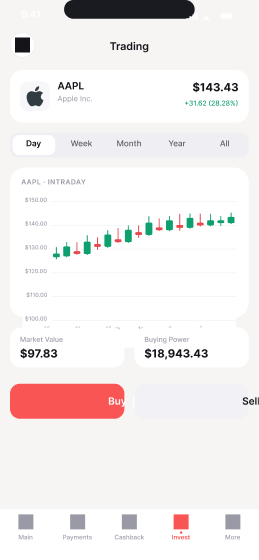 9:41
Trading
AAPL
Apple Inc.
$143.43
+31.62 (28.28%)
Day Week Month Year All
AAPL · INTRADAY
$150.00
$140.00
$130.00
$120.00
$110.00
$100.00
Market Value
$97.83
Buying Power
$18,943.43
Buy
Sell
Main Payments Cashback Invest More